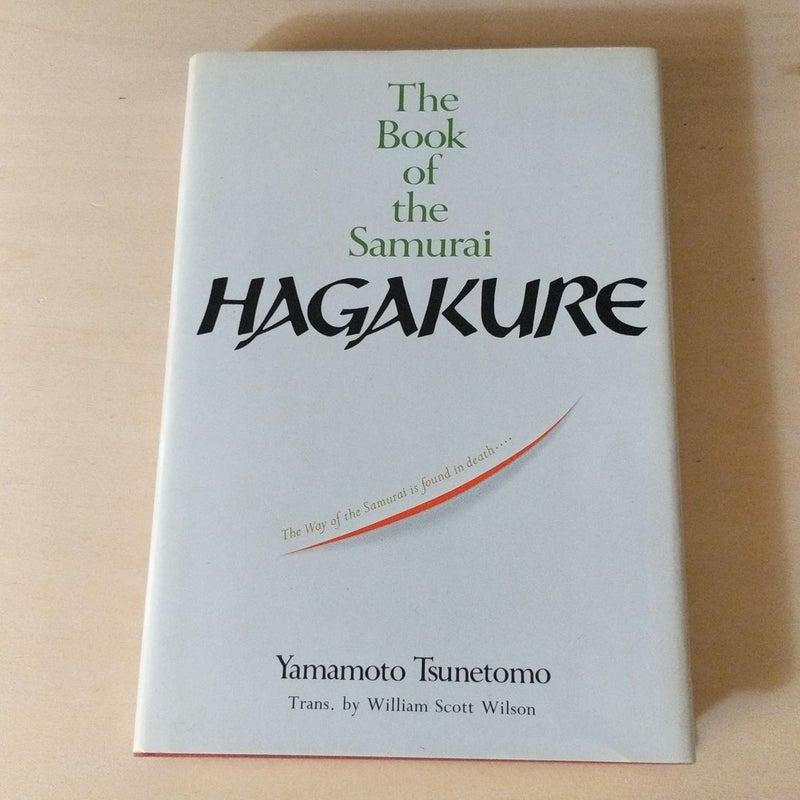 The
Book
of
the
Samurai
HAGAKURE
The Way of the Samurai is found in death....
Yamamoto Tsunetomo
Trans. by William Scott Wilson